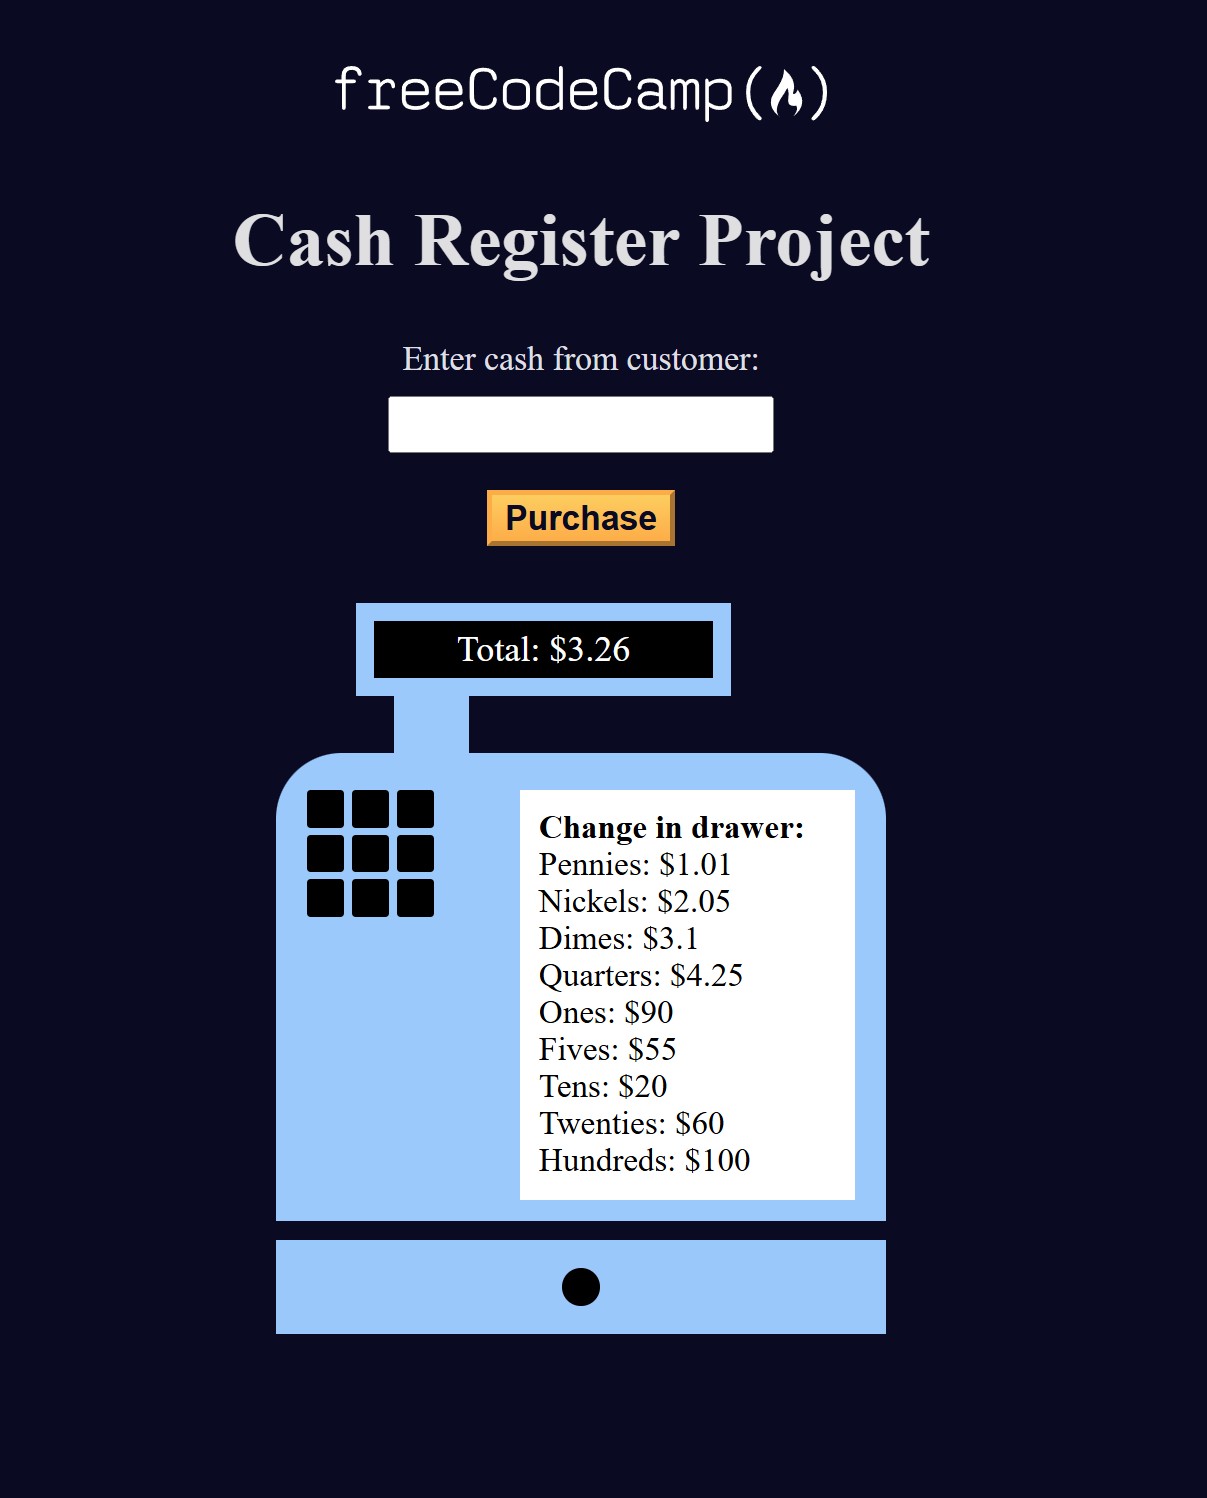 freeCodeCamp(🔥)
Cash Register Project
Enter cash from customer:
Purchase
Total: $3.26
Change in drawer:
Pennies: $1.01
Nickels: $2.05
Dimes: $3.1
Quarters: $4.25
Ones: $90
Fives: $55
Tens: $20
Twenties: $60
Hundreds: $100